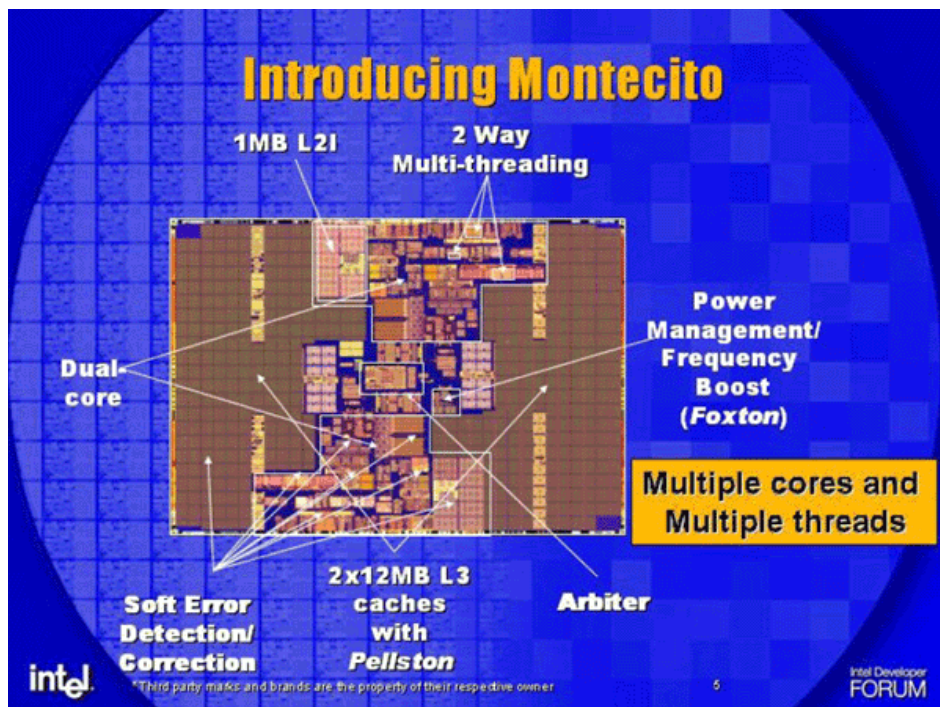 Introducing Montecito
1MB L2I
2 Way
Multi-threading
Power
Management/
Frequency
Boost
(Foxton)
Dual-
core
Multiple cores and
Multiple threads
Soft Error
Detection/
Correction
2x12MB L3
caches
with
Pellston
Arbiter
intel.
*Third party marks and brands are the property of their respective owner
5
Intel Developer
FORUM